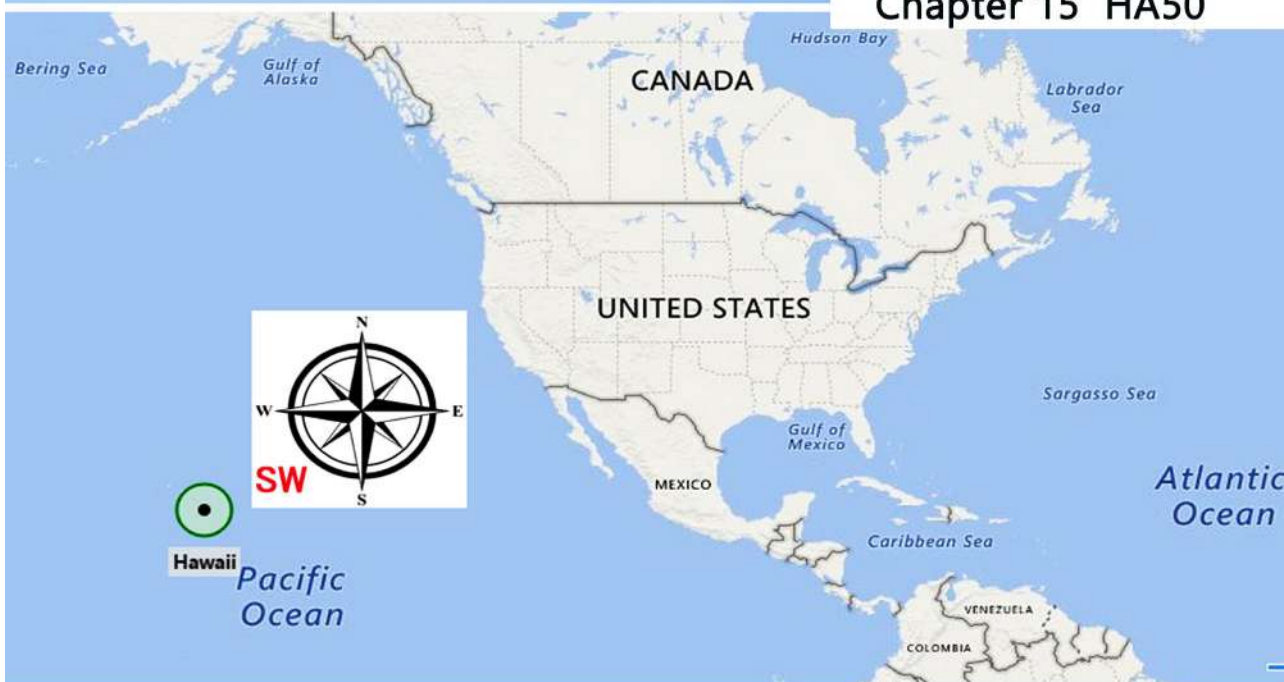 Chapter 15 HA50
Hudson Bay
Bering Sea
Gulf of
Alaska
CANADA
Labrador
Sea
UNITED STATES
N
W
E
S
SW
Sargasso Sea
Gulf of
Mexico
MEXICO
Atlantic
Ocean
Caribbean Sea
Hawaii
Pacific
Ocean
VENEZUELA
COLOMBIA